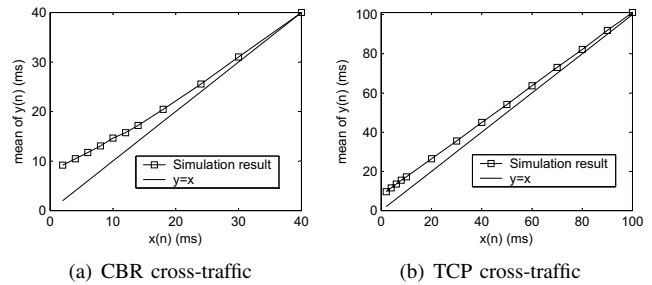 40
30
20
10
0
mean of y(n) (ms)
0
10
20
30
40
x(n) (ms)
Simulation result
y=x
(a) CBR cross-traffic
100
80
60
40
20
0
mean of y(n) (ms)
0
20
40
60
80
100
x(n) (ms)
Simulation result
y=x
(b) TCP cross-traffic